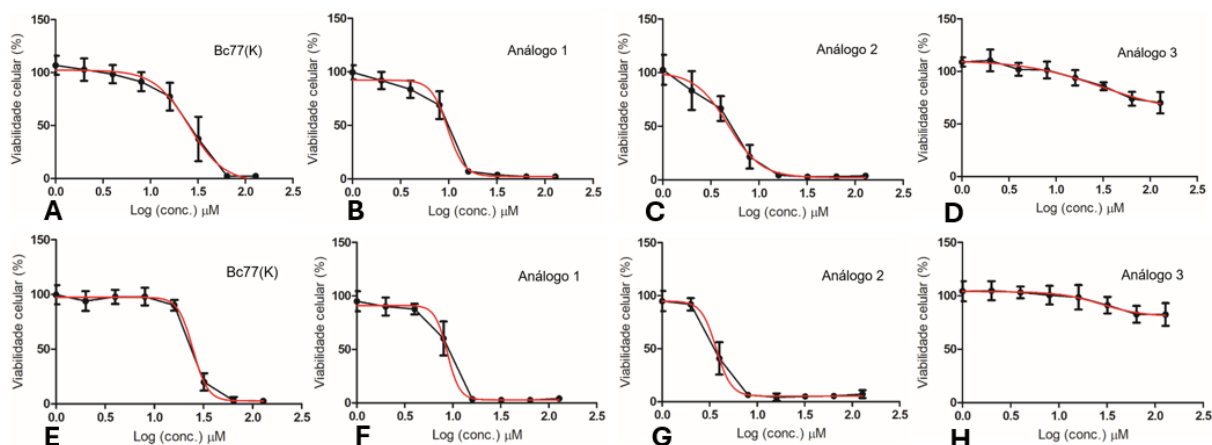 150
100
50
0
Viabilidade celular (%)
Bc77(K)
0.0 0.5 1.0 1.5 2.0 2.5
Log (conc.) μM
A
150
100
50
0
Viabilidade celular (%)
Análogo 1
0.0 0.5 1.0 1.5 2.0 2.5
Log (conc.) μM
B
150
100
50
0
Viabilidade celular (%)
Análogo 2
0.0 0.5 1.0 1.5 2.0 2.5
Log (conc.) μM
C
150
100
50
0
Viabilidade celular (%)
Análogo 3
0.0 0.5 1.0 1.5 2.0 2.5
Log (conc.) μM
D
150
100
50
0
Viabilidade celular (%)
Bc77(K)
0.0 0.5 1.0 1.5 2.0 2.5
Log (conc.) μM
E
150
100
50
0
Viabilidade celular (%)
Análogo 1
0.0 0.5 1.0 1.5 2.0 2.5
Log (conc.) μM
F
150
100
50
0
Viabilidade celular (%)
Análogo 2
0.0 0.5 1.0 1.5 2.0 2.5
Log (conc.) μM
G
150
100
50
0
Viabilidade celular (%)
Análogo 3
0.0 0.5 1.0 1.5 2.0 2.5
Log (conc.) μM
H